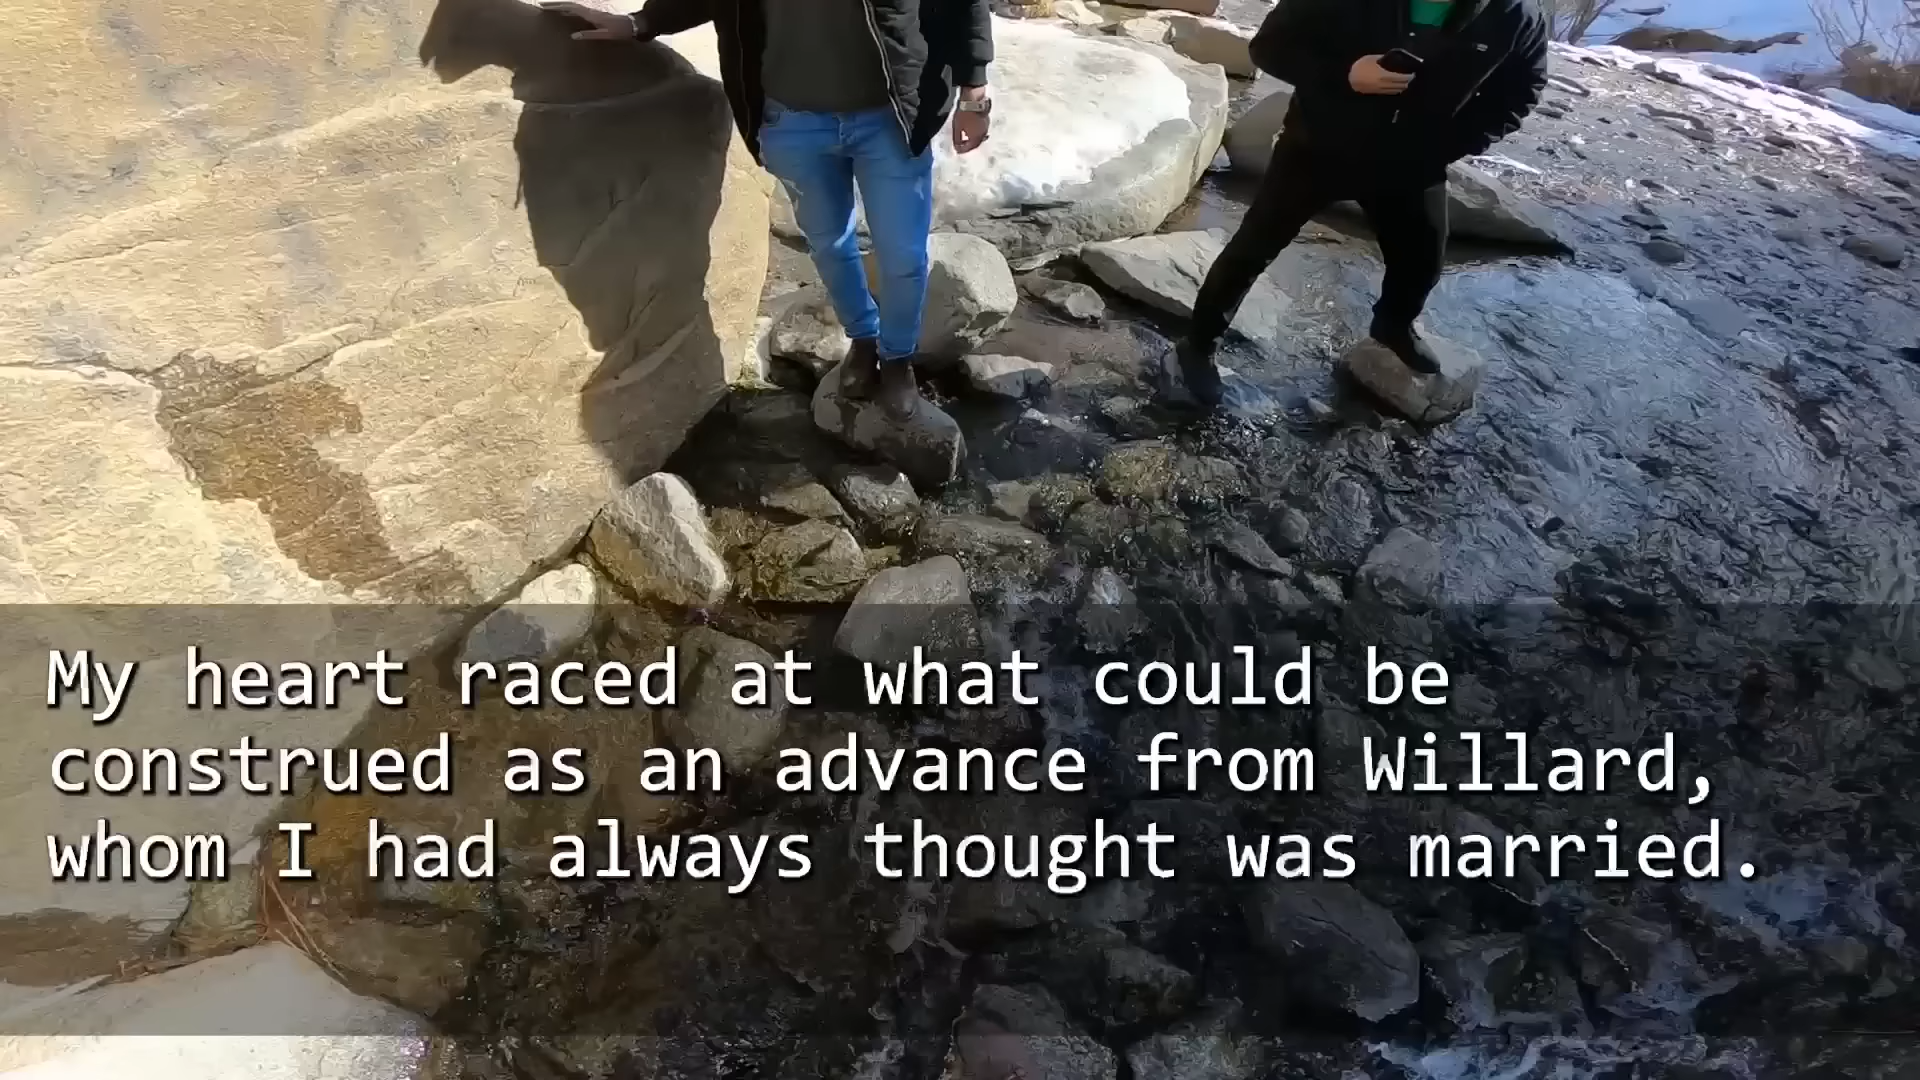 My heart raced at what could be
construed as an advance from Willard,
whom I had always thought was married.